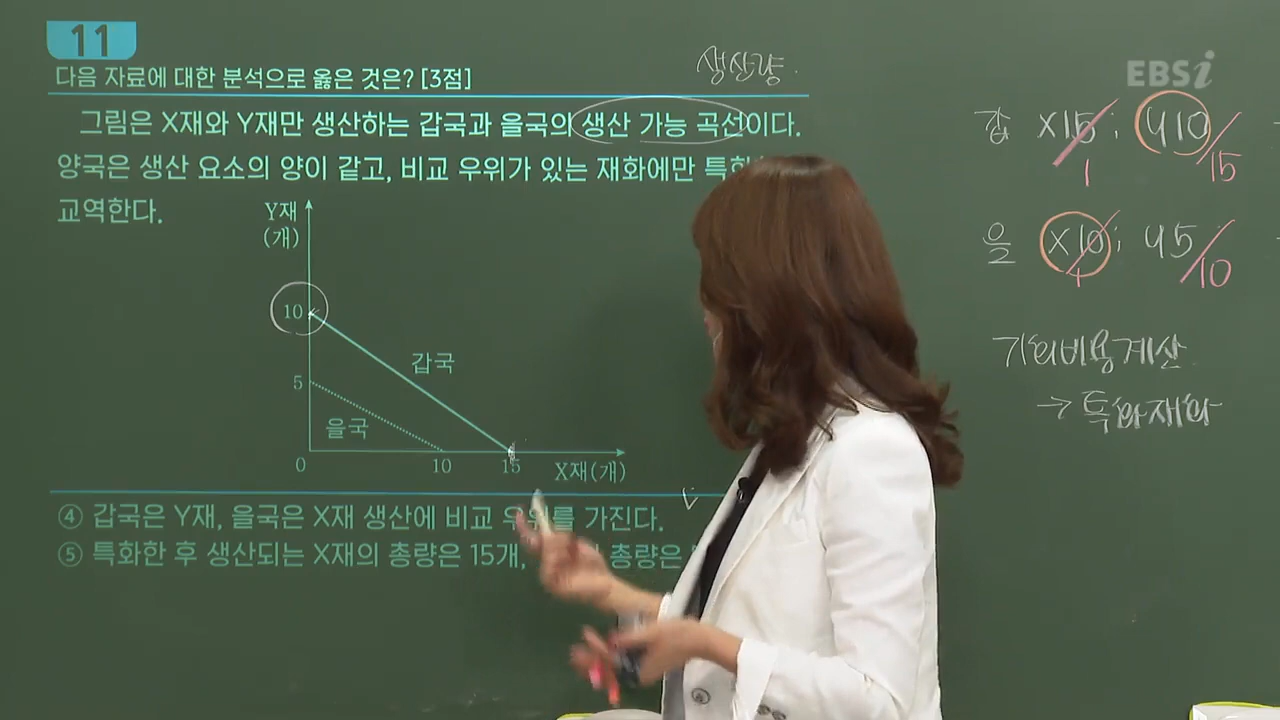 11
다음 자료에 대한 분석으로 옳은 것은? [3점]
생산량
EBSi
그림은 X재와 Y재만 생산하는 갑국과 을국의 생산 가능 곡선이다.
양국은 생산 요소의 양이 같고, 비교 우위가 있는 재화에만 특화
교역한다.
Y재
(개)
10
갑국
5
을국
0
10
15
X재(개)
④ 갑국은 Y재, 을국은 X재 생산에 비교 우위를 가진다.
⑤ 특화한 후 생산되는 X재의 총량은 15개, 총량은
갑 X15 : Y10
1
15
을 X10 : Y5
1
10
기회비용계산
→ 특화재화